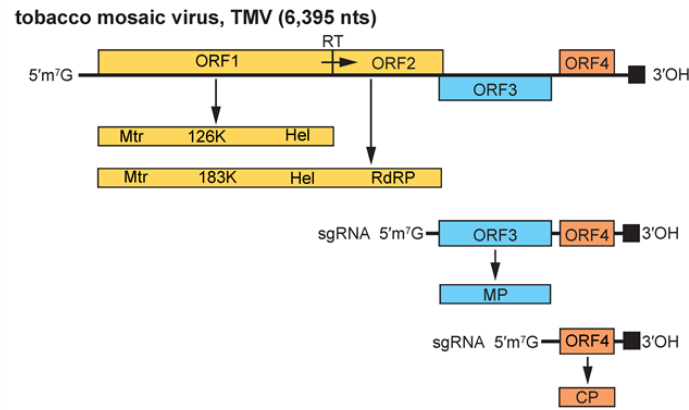 tobacco mosaic virus, TMV (6,395 nts)
RT
ORF1 ORF2 ORF4
5′m⁷G 3′OH
ORF3
Mtr 126K Hel
Mtr 183K Hel RdRP
sgRNA 5′m⁷G ORF3 ORF4 3′OH
MP
sgRNA 5′m⁷G ORF4 3′OH
CP